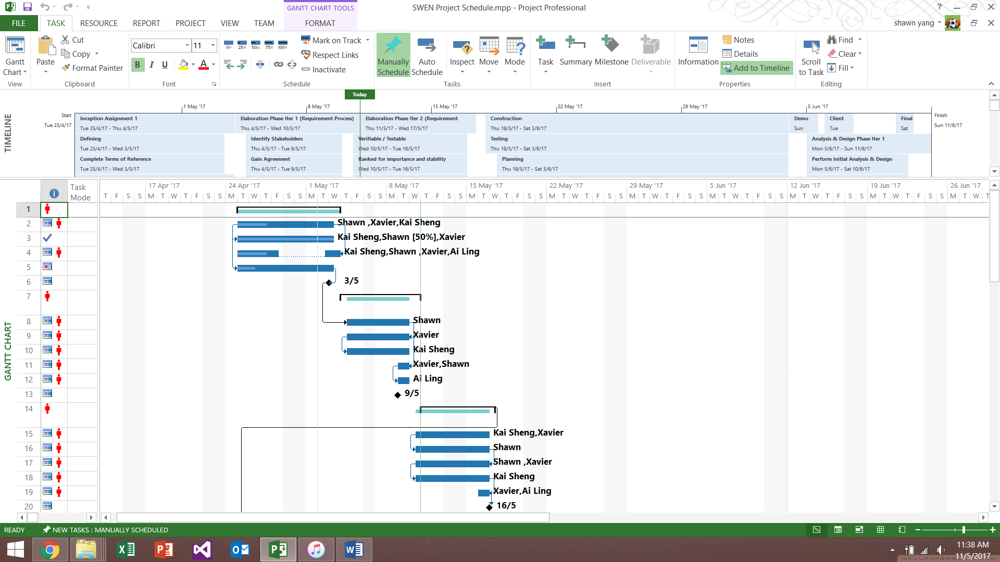 GANTT CHART TOOLS
SWEN Project Schedule.mpp - Project Professional
?
FILE TASK RESOURCE REPORT PROJECT VIEW TEAM FORMAT
shawn yang
Gantt Chart
View
Paste
Cut
Copy
Format Painter
Clipboard
Calibri 11
B I U A
Font
0% 25% 50% 75% 100%
Mark on Track
Respect Links
Inactivate
Schedule
Manually Schedule
Auto Schedule
Inspect Move Mode
Tasks
Task Summary Milestone Deliverable
Insert
Information
Notes
Details
Add to Timeline
Properties
Scroll to Task
Find
Clear
Fill
Editing
TIMELINE
Today
1 May '17 8 May '17 15 May '17 22 May '17 29 May '17 5 Jun '17
Start
Tue 25/4/17
Finish
Sun 11/6/17
Inception Assignment 1
Tue 25/4/17 - Thu 4/5/17
Elaboration Phase Iter 1 (Requirement Process)
Thu 4/5/17 - Wed 10/5/17
Elaboration Phase Iter 2 (Requirement
Thu 11/5/17 - Wed 17/5/17
Construction
Thu 18/5/17 - Sat 3/6/17
Demo
Sun
Client
Tue
Final
Sat
Defining
Tue 25/4/17 - Wed 3/5/17
Identify Stakeholders
Thu 4/5/17 - Tue 9/5/17
Verifiable / Testable
Wed 10/5/17 - Tue 16/5/17
Testing
Thu 18/5/17 - Sat 3/6/17
Analysis & Design Phase Iter 1
Mon 5/6/17 - Sun 11/6/17
Complete Terms of Reference
Tue 25/4/17 - Wed 3/5/17
Gain Agreement
Thu 4/5/17 - Tue 9/5/17
Ranked for importance and stability
Wed 10/5/17 - Tue 16/5/17
Planning
Thu 18/5/17 - Sat 3/6/17
Perform Initial Analysis & Design
Mon 5/6/17 - Sat 10/6/17
GANTT CHART
Task Mode
17 Apr '17 24 Apr '17 1 May '17 8 May '17 15 May '17 22 May '17 29 May '17 5 Jun '17 12 Jun '17 19 Jun '17 26 Jun '17
T W T F S S M T W T F S S M T W T F S S M T W T F S S M T W T F S S M T W T F S S M T W T F S S M T W T F S S M T W T F S S M T W T F S S M T W T F S S M T W T
1
2 Shawn ,Xavier,Kai Sheng
3 Kai Sheng,Shawn [50%],Xavier
4 Kai Sheng,Shawn ,Xavier,Ai Ling
5
6 3/5
7
8 Shawn
9 Xavier
10 Kai Sheng
11 Xavier,Shawn
12 Ai Ling
13 9/5
14
15 Kai Sheng,Xavier
16 Shawn
17 Shawn ,Xavier
18 Kai Sheng
19 Xavier,Ai Ling
20 16/5
READY NEW TASKS : MANUALLY SCHEDULED
11:38 AM
11/5/2017